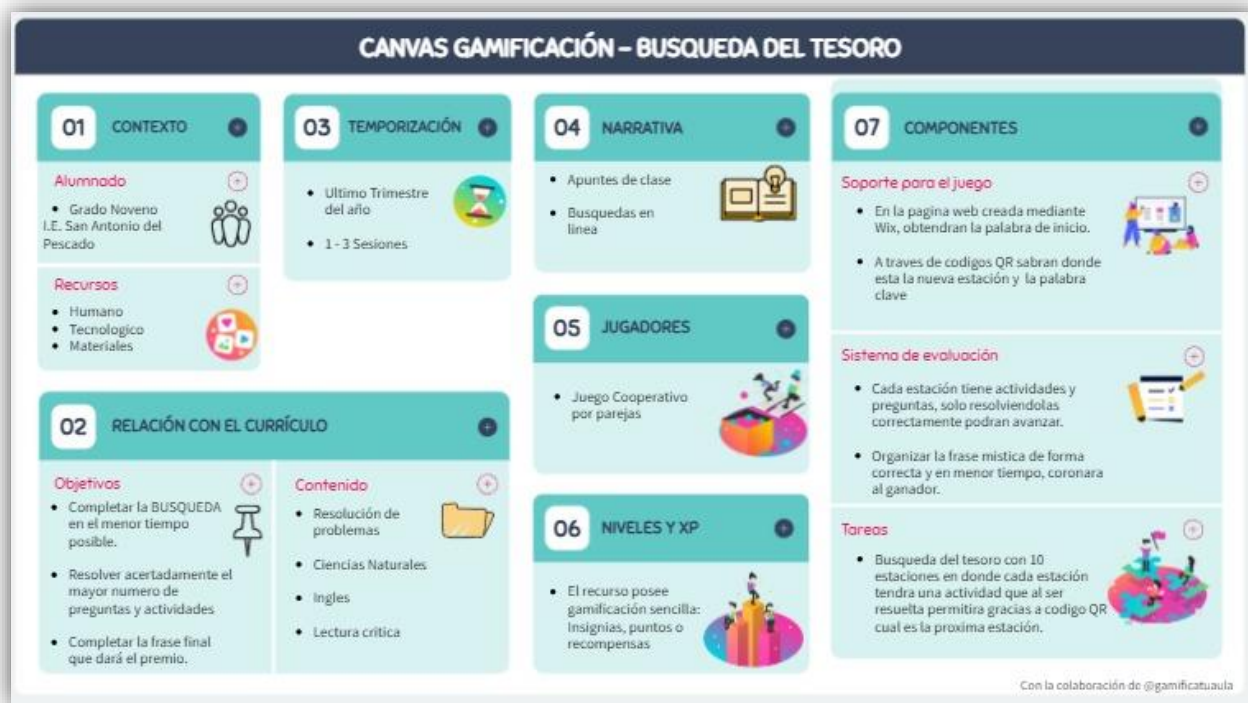 CANVAS GAMIFICACIÓN – BUSQUEDA DEL TESORO
01 CONTEXTO
Alumnado
• Grado Noveno
I.E. San Antonio del
Pescado
Recursos
• Humano
• Tecnologico
• Materiales
02 RELACIÓN CON EL CURRÍCULO
Objetivos
• Completar la BUSQUEDA
en el menor tiempo
posible.
• Resolver acertadamente el
mayor numero de
preguntas y actividades
• Completar la frase final
que dará el premio.
Contenido
• Resolución de
problemas
• Ciencias Naturales
• Ingles
• Lectura critica
03 TEMPORIZACIÓN
• Ultimo Trimestre
del año
• 1 - 3 Sesiones
04 NARRATIVA
• Apuntes de clase
• Busquedas en
linea
05 JUGADORES
• Juego Cooperativo
por parejas
06 NIVELES Y XP
• El recurso posee
gamificación sencilla:
Insignias, puntos o
recompensas
07 COMPONENTES
Soporte para el juego
• En la pagina web creada mediante
Wix, obtendran la palabra de inicio.
• A traves de codigos QR sabran donde
esta la nueva estación y la palabra
clave
Sistema de evaluación
• Cada estación tiene actividades y
preguntas, solo resolviendolas
correctamente podran avanzar.
• Organizar la frase mistica de forma
correcta y en menor tiempo, coronara
al ganador.
Tareas
• Busqueda del tesoro con 10
estaciones en donde cada estación
tendra una actividad que al ser
resuelta permitira gracias a codigo QR
cual es la proxima estación.
Con la colaboración de @gamificatuaula